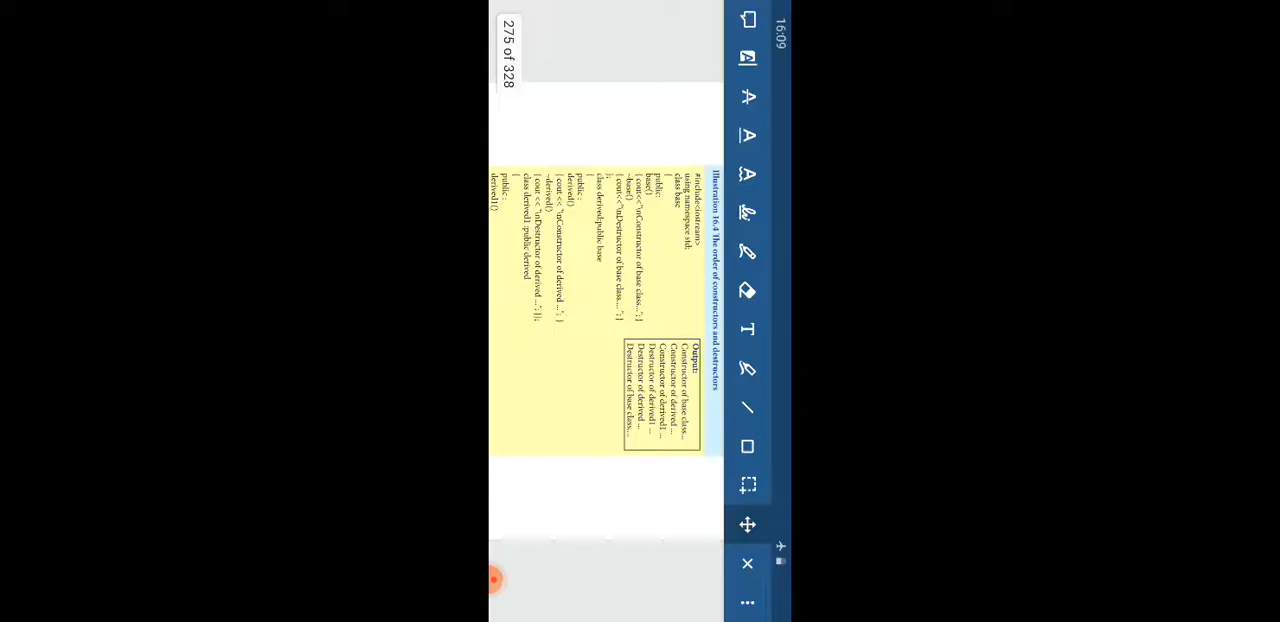 16:09
Illustration 16.4 The order of constructors and destructors
#include<iostream>
using namespace std;
class base
{
public:
base()
{ cout<<"\nConstructor of base class..."; }
~base()
{ cout<<"\nDestructor of base class.... "; }
};
class derived:public base
{
public :
derived()
{ cout << "\nConstructor of derived ..."; }
~derived()
{ cout << "\nDestructor of derived ..."; };
class derived1 :public derived
{
public :
derived1()
Output:
Constructor of base class...
Constructor of derived ...
Constructor of derived1 ...
Destructor of derived1 ...
Destructor of derived ...
Destructor of base class....
275 of 328